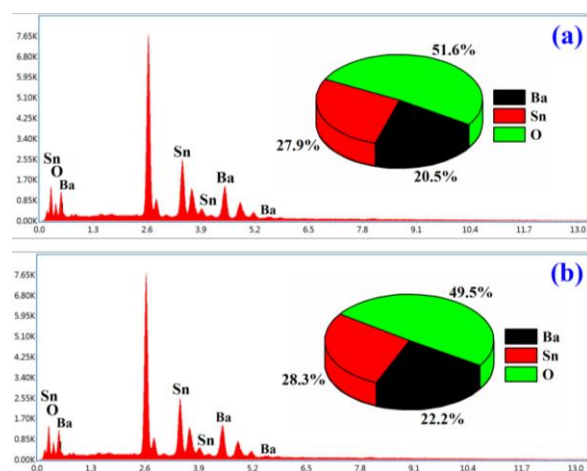 (a)
7.65K
6.80K
5.95K
5.10K
4.25K
3.40K
2.55K
1.70K
0.85K
0.00K
Sn
O
Ba
Sn
Sn
Ba
Ba
51.6%
27.9%
20.5%
Ba
Sn
O
0.0 1.3 2.6 3.9 5.2 6.5 7.8 9.1 10.4 11.7 13.0
(b)
7.65K
6.80K
5.95K
5.10K
4.25K
3.40K
2.55K
1.70K
0.85K
0.00K
Sn
O
Ba
Sn
Sn
Ba
Ba
49.5%
28.3%
22.2%
Ba
Sn
O
0.0 1.3 2.6 3.9 5.2 6.5 7.8 9.1 10.4 11.7 13.0